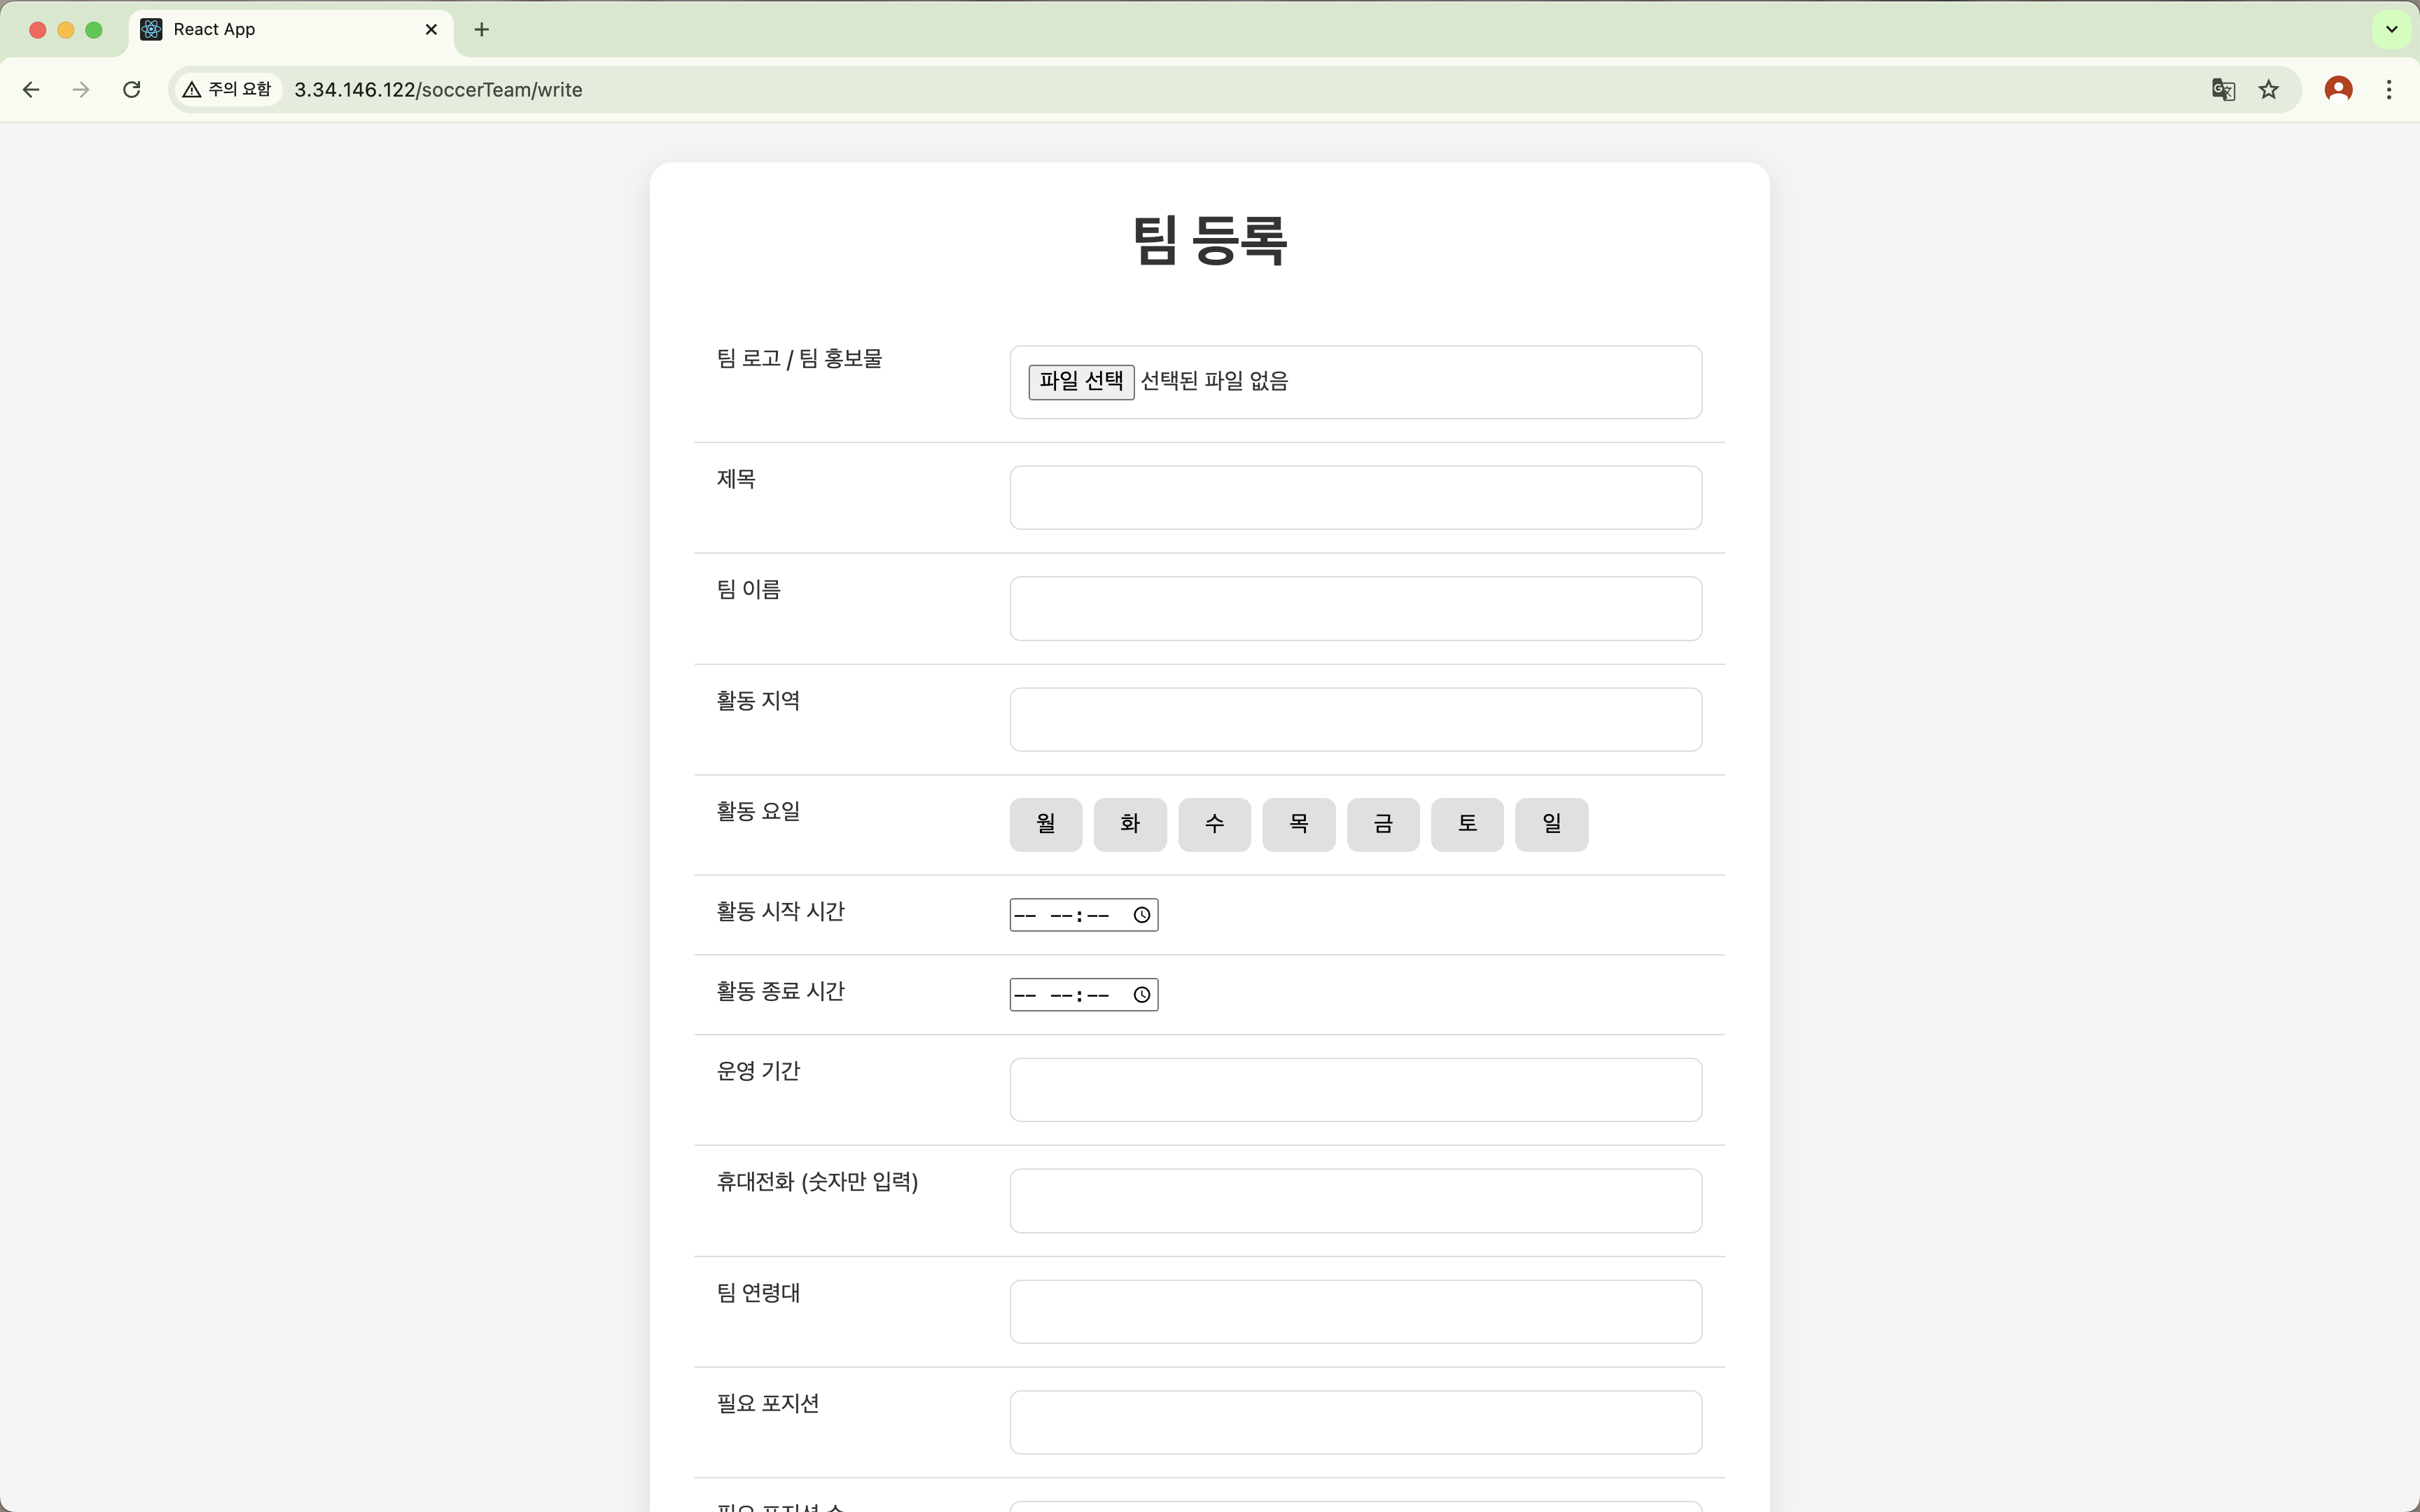 React App
주의 요함 3.34.146.122/soccerTeam/write
팀 등록
팀 로고 / 팀 홍보물
파일 선택 선택된 파일 없음
제목
팀 이름
활동 지역
활동 요일
월 화 수 목 금 토 일
활동 시작 시간
-- --:--
활동 종료 시간
-- --:--
운영 기간
휴대전화 (숫자만 입력)
팀 연령대
필요 포지션